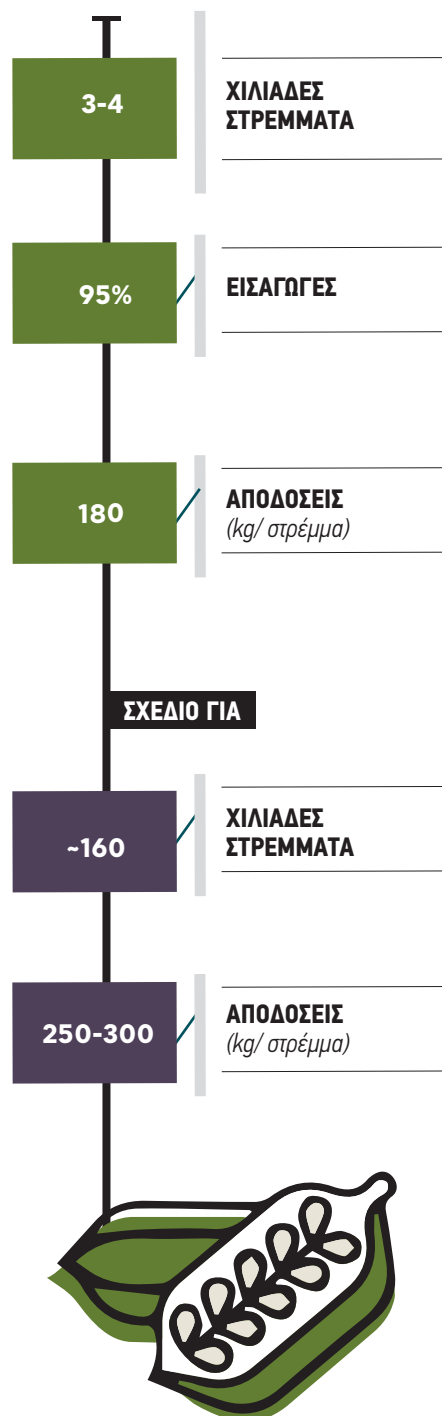 3-4
ΧΙΛΙΑΔΕΣ
ΣΤΡΕΜΜΑΤΑ
95%
ΕΙΣΑΓΩΓΕΣ
180
ΑΠΟΔΟΣΕΙΣ
(kg/ στρέμμα)
ΣΧΕΔΙΟ ΓΙΑ
~160
ΧΙΛΙΑΔΕΣ
ΣΤΡΕΜΜΑΤΑ
250-300
ΑΠΟΔΟΣΕΙΣ
(kg/ στρέμμα)